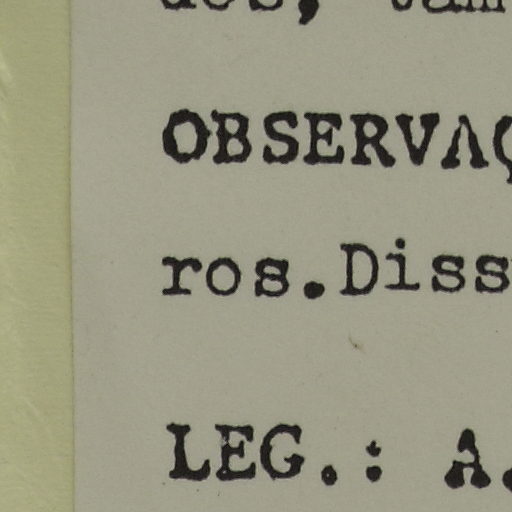 OBSERVAÇ
ros.Diss
LEG.: A.